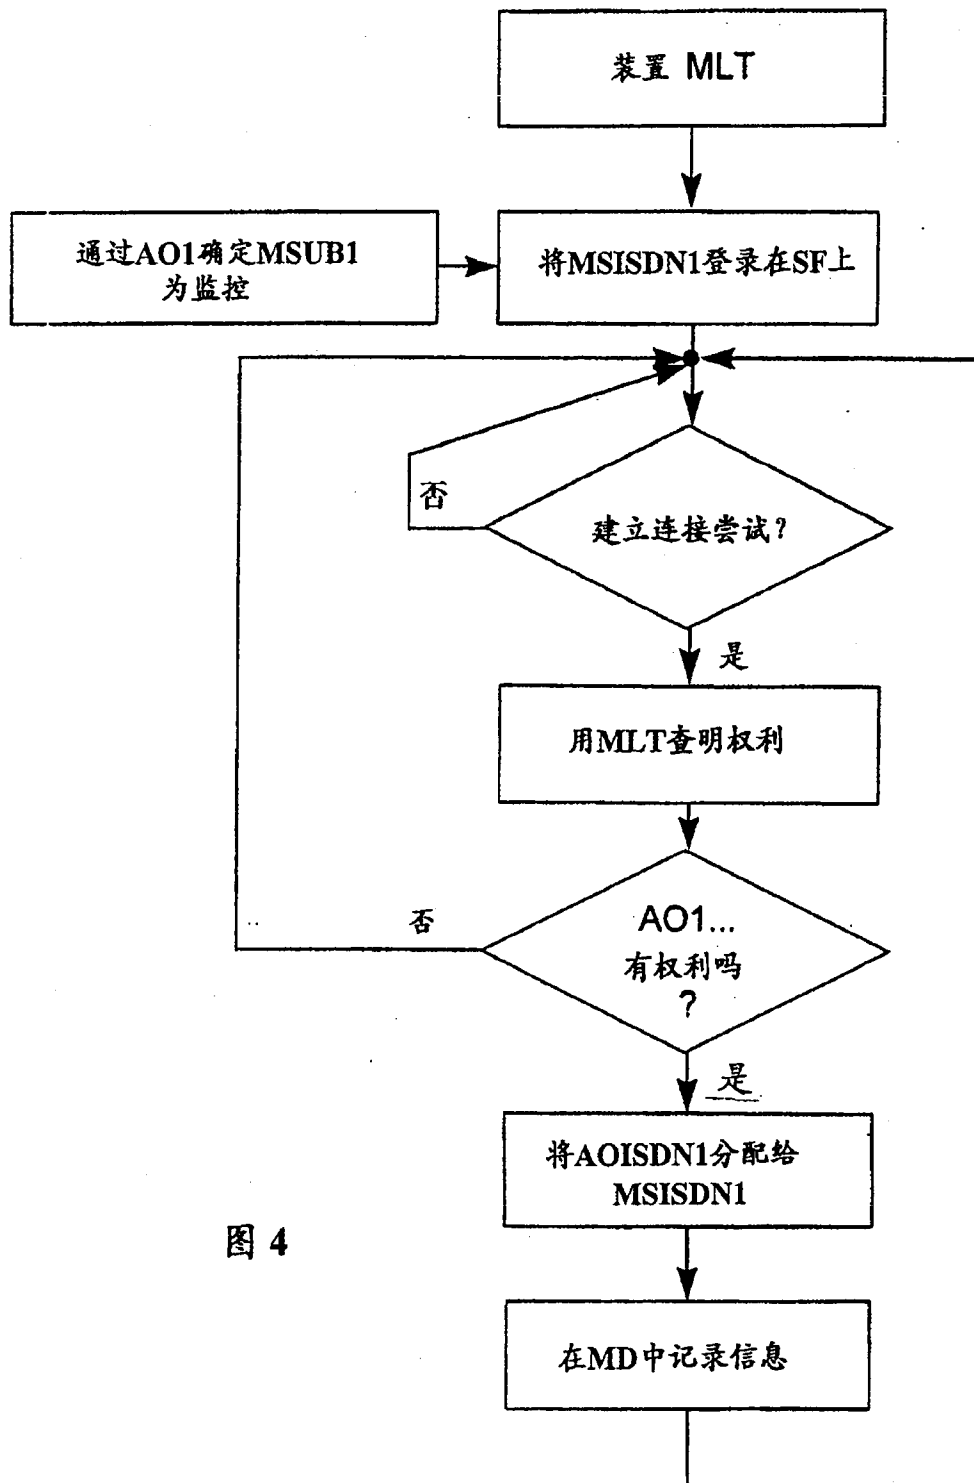 装置 MLT
通过AO1确定MSUB1
为监控
将MSISDN1登录在SF上
否
建立连接尝试?
是
用MLT查明权利
否
AO1...
有权利吗
?
是
将AOISDN1分配给
MSISDN1
图 4
在MD中记录信息